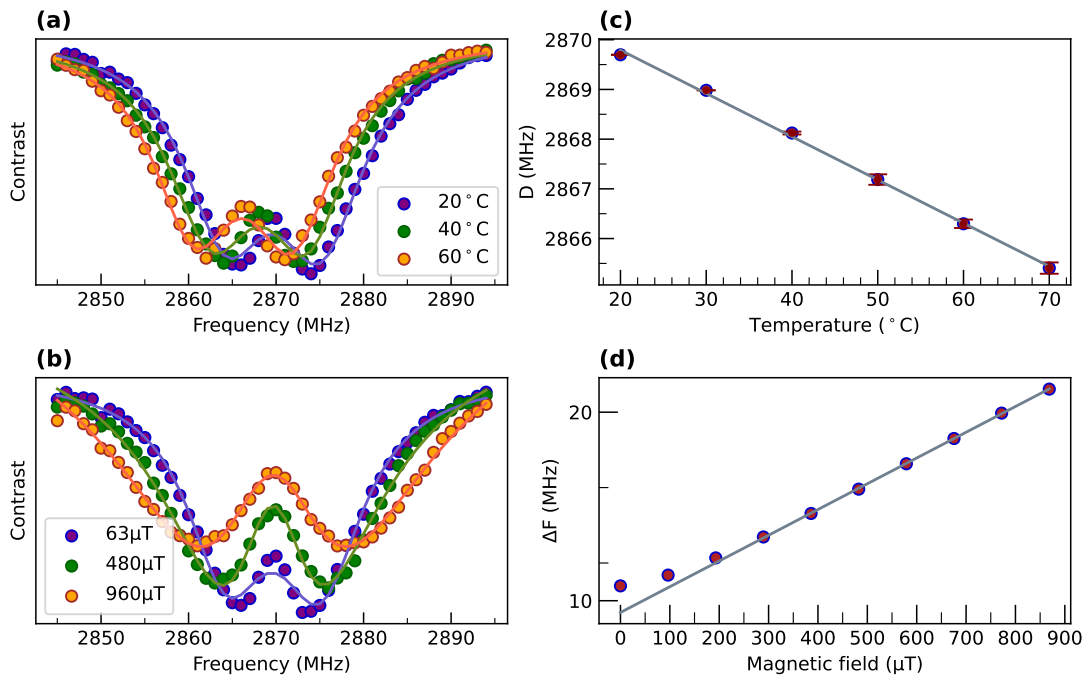 (a)
Contrast
20°C
40°C
60°C
2850 2860 2870 2880 2890
Frequency (MHz)
(c)
D (MHz)
2870
2869
2868
2867
2866
20 30 40 50 60 70
Temperature (°C)
(b)
Contrast
63μT
480μT
960μT
2850 2860 2870 2880 2890
Frequency (MHz)
(d)
ΔF (MHz)
20
10
0 100 200 300 400 500 600 700 800 900
Magnetic field (μT)